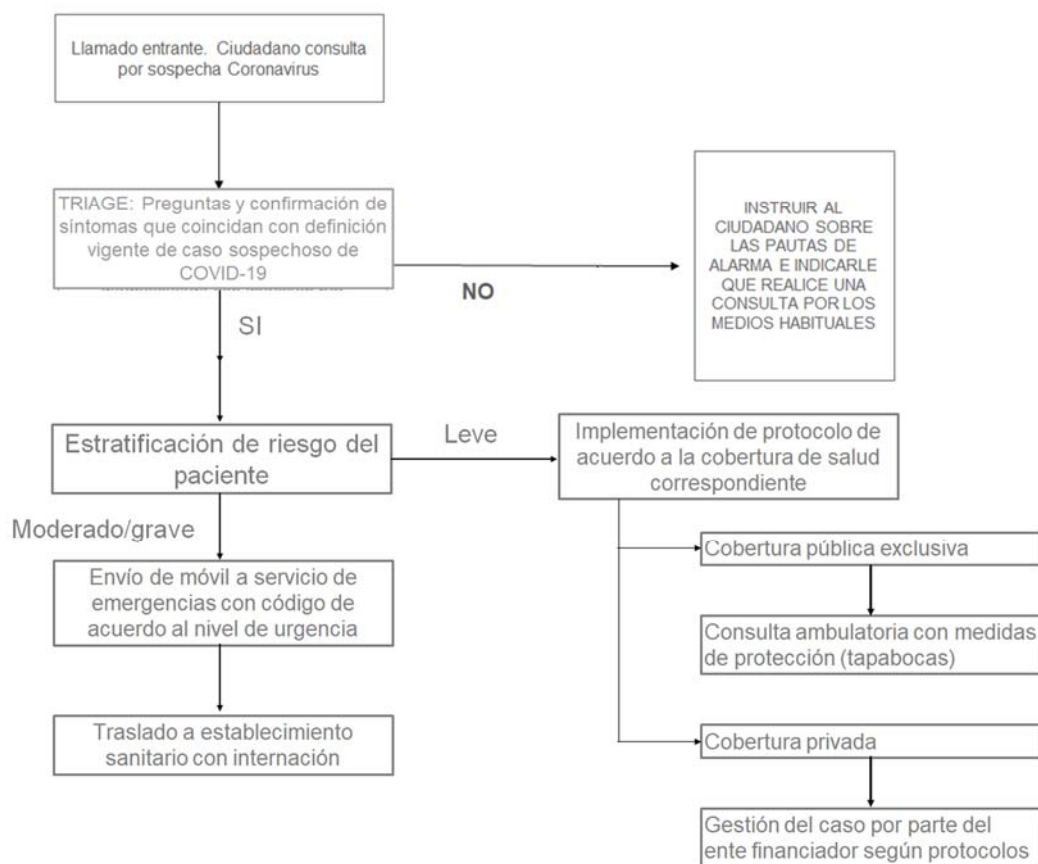 Llamado entrante. Ciudadano consulta
por sospecha Coronavirus
TRIAGE: Preguntas y confirmación de
síntomas que coincidan con definición
vigente de caso sospechoso de
COVID-19
NO
INSTRUIR AL
CIUDADANO SOBRE
LAS PAUTAS DE
ALARMA E INDICARLE
QUE REALICE UNA
CONSULTA POR LOS
MEDIOS HABITUALES
SI
Estratificación de riesgo del
paciente
Leve
Implementación de protocolo de
acuerdo a la cobertura de salud
correspondiente
Moderado/grave
Envío de móvil a servicio de
emergencias con código de
acuerdo al nivel de urgencia
Traslado a establecimiento
sanitario con internación
Cobertura pública exclusiva
Consulta ambulatoria con medidas
de protección (tapabocas)
Cobertura privada
Gestión del caso por parte del
ente financiador según protocolos